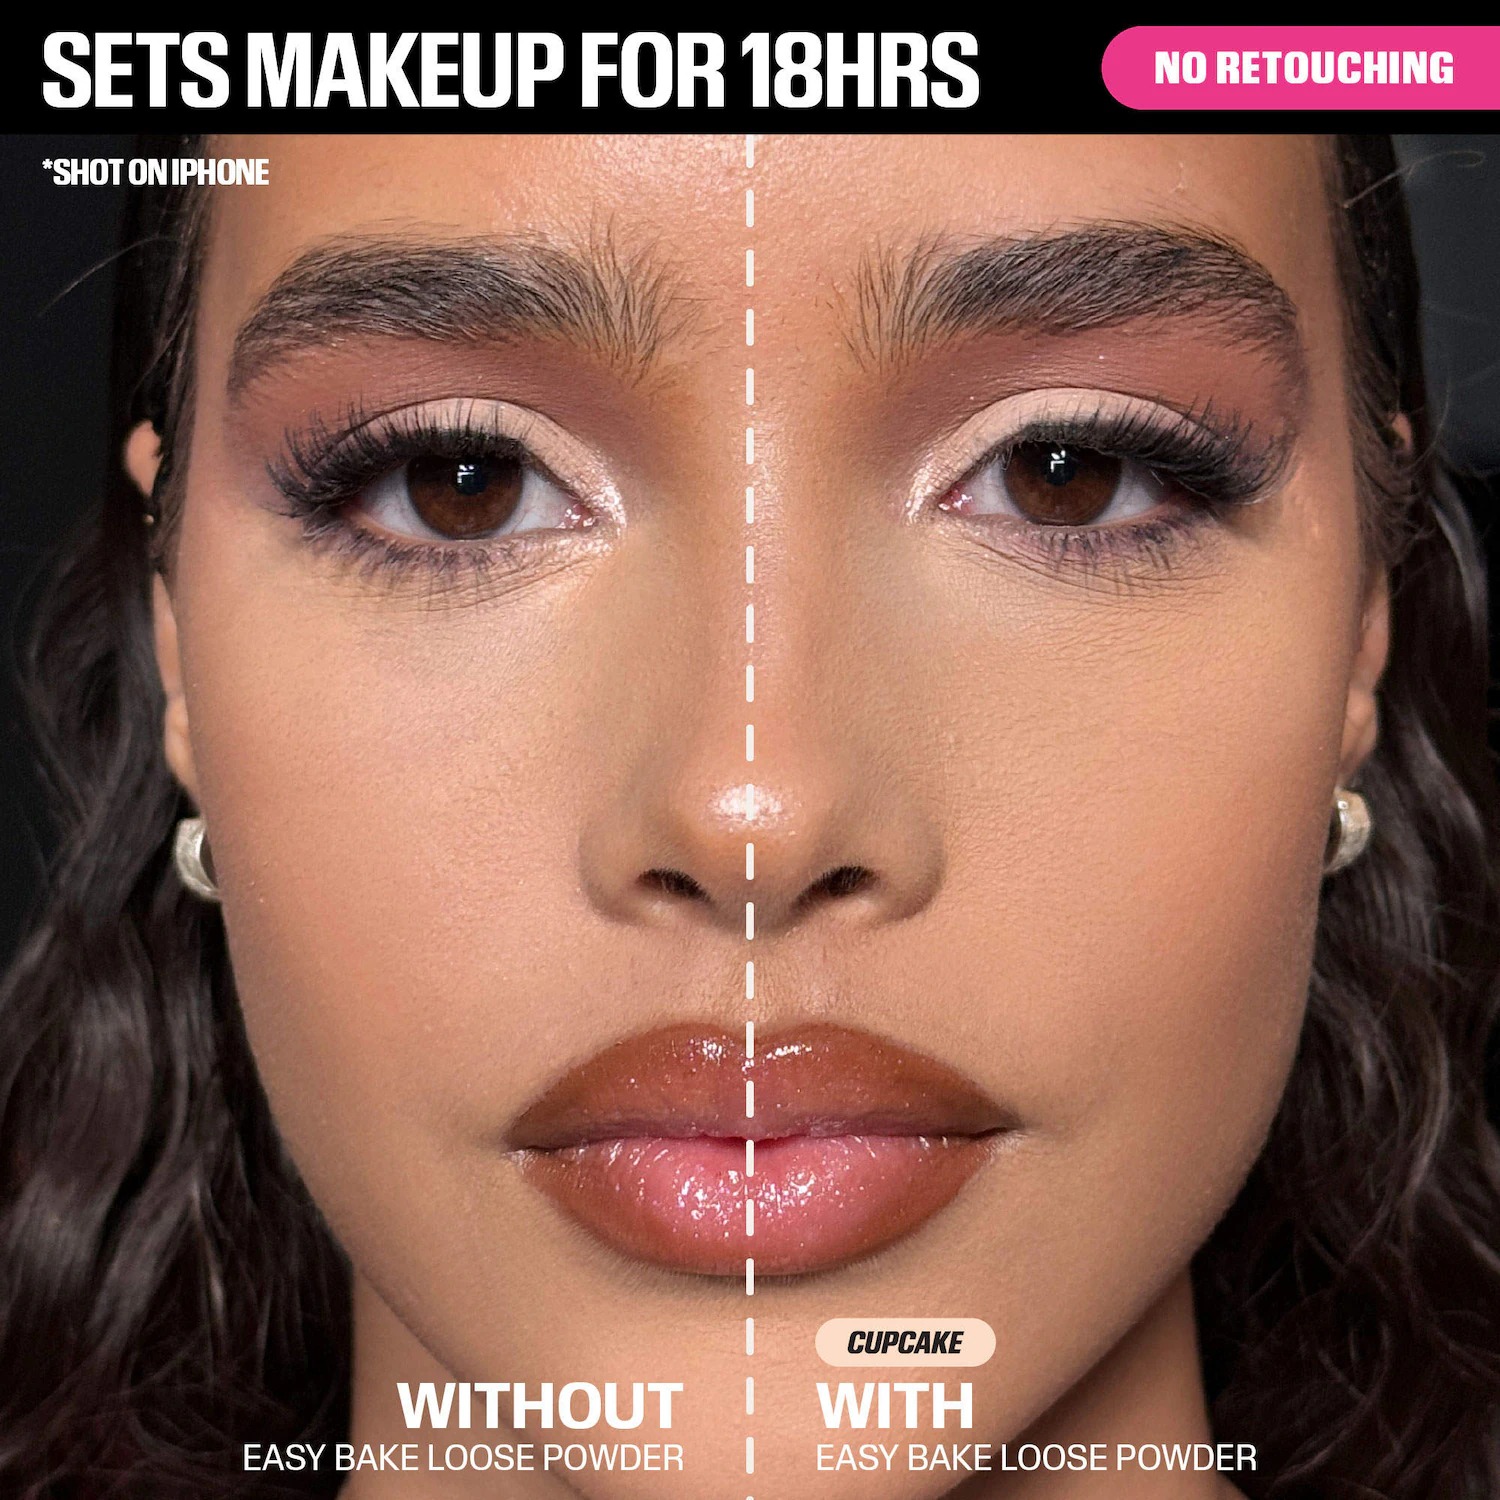 SETS MAKEUP FOR 18HRS
NO RETOUCHING
*SHOT ON IPHONE
CUPCAKE
WITHOUT
EASY BAKE LOOSE POWDER
WITH
EASY BAKE LOOSE POWDER